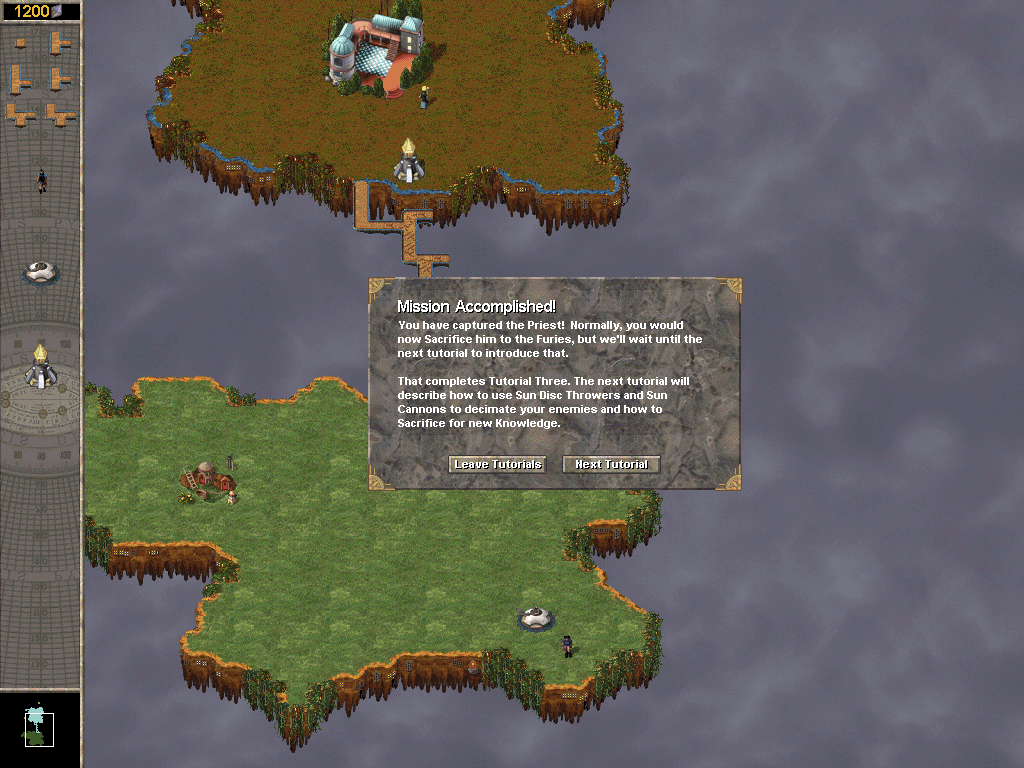 1200
Mission Accomplished!
You have captured the Priest! Normally, you would
now Sacrifice him to the Furies, but we'll wait until the
next tutorial to introduce that.
That completes Tutorial Three. The next tutorial will
describe how to use Sun Disc Throwers and Sun
Cannons to decimate your enemies and how to
Sacrifice for new Knowledge.
Leave Tutorials
Next Tutorial